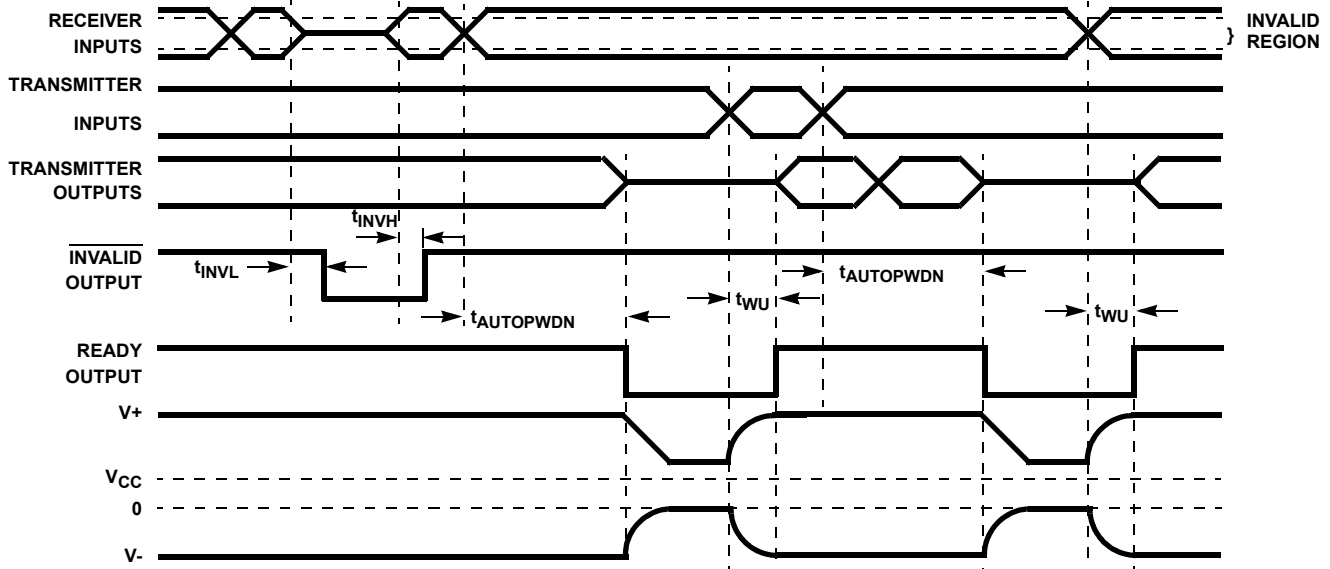 RECEIVER
INPUTS
} INVALID
REGION
TRANSMITTER
INPUTS
TRANSMITTER
OUTPUTS
tINVH
INVALID
OUTPUT
tINVL
tAUTOPWDN
tWU
tAUTOPWDN
tWU
READY
OUTPUT
V+
VCC
0
V-